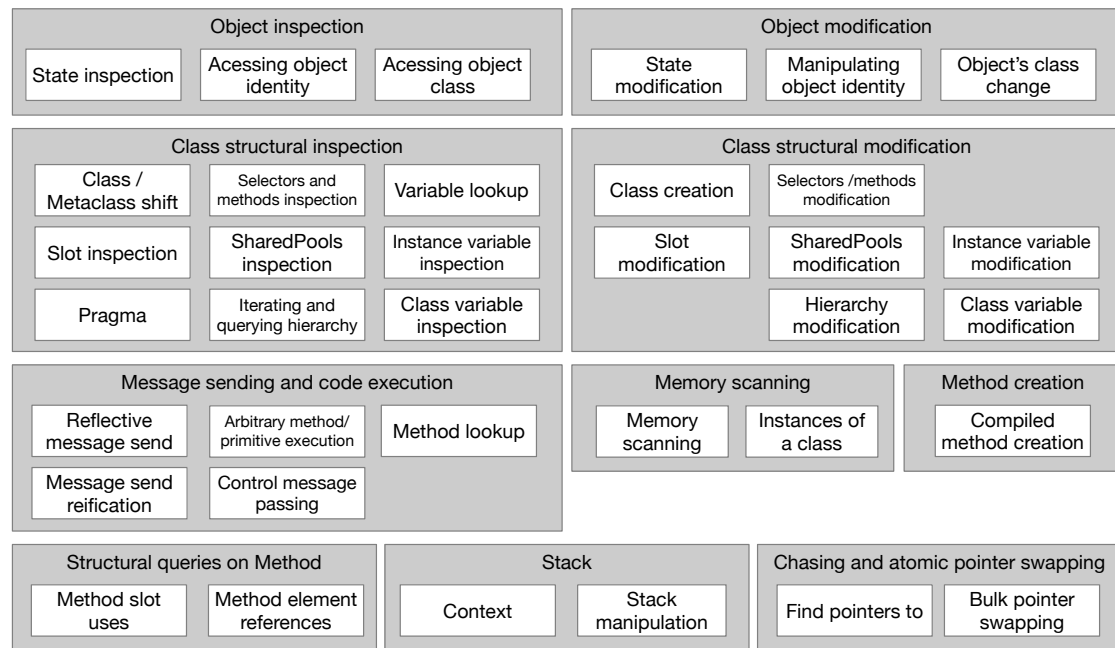 Object inspection
State inspection
Acessing object
identity
Acessing object
class
Object modification
State
modification
Manipulating
object identity
Object's class
change
Class structural inspection
Class /
Metaclass shift
Selectors and
methods inspection
Variable lookup
Slot inspection
SharedPools
inspection
Instance variable
inspection
Pragma
Iterating and
querying hierarchy
Class variable
inspection
Class structural modification
Class creation
Selectors /methods
modification
Slot
modification
SharedPools
modification
Instance variable
modification
Hierarchy
modification
Class variable
modification
Message sending and code execution
Reflective
message send
Arbitrary method/
primitive execution
Method lookup
Message send
reification
Control message
passing
Memory scanning
Memory
scanning
Instances of
a class
Method creation
Compiled
method creation
Structural queries on Method
Method slot
uses
Method element
references
Stack
Context
Stack
manipulation
Chasing and atomic pointer swapping
Find pointers to
Bulk pointer
swapping